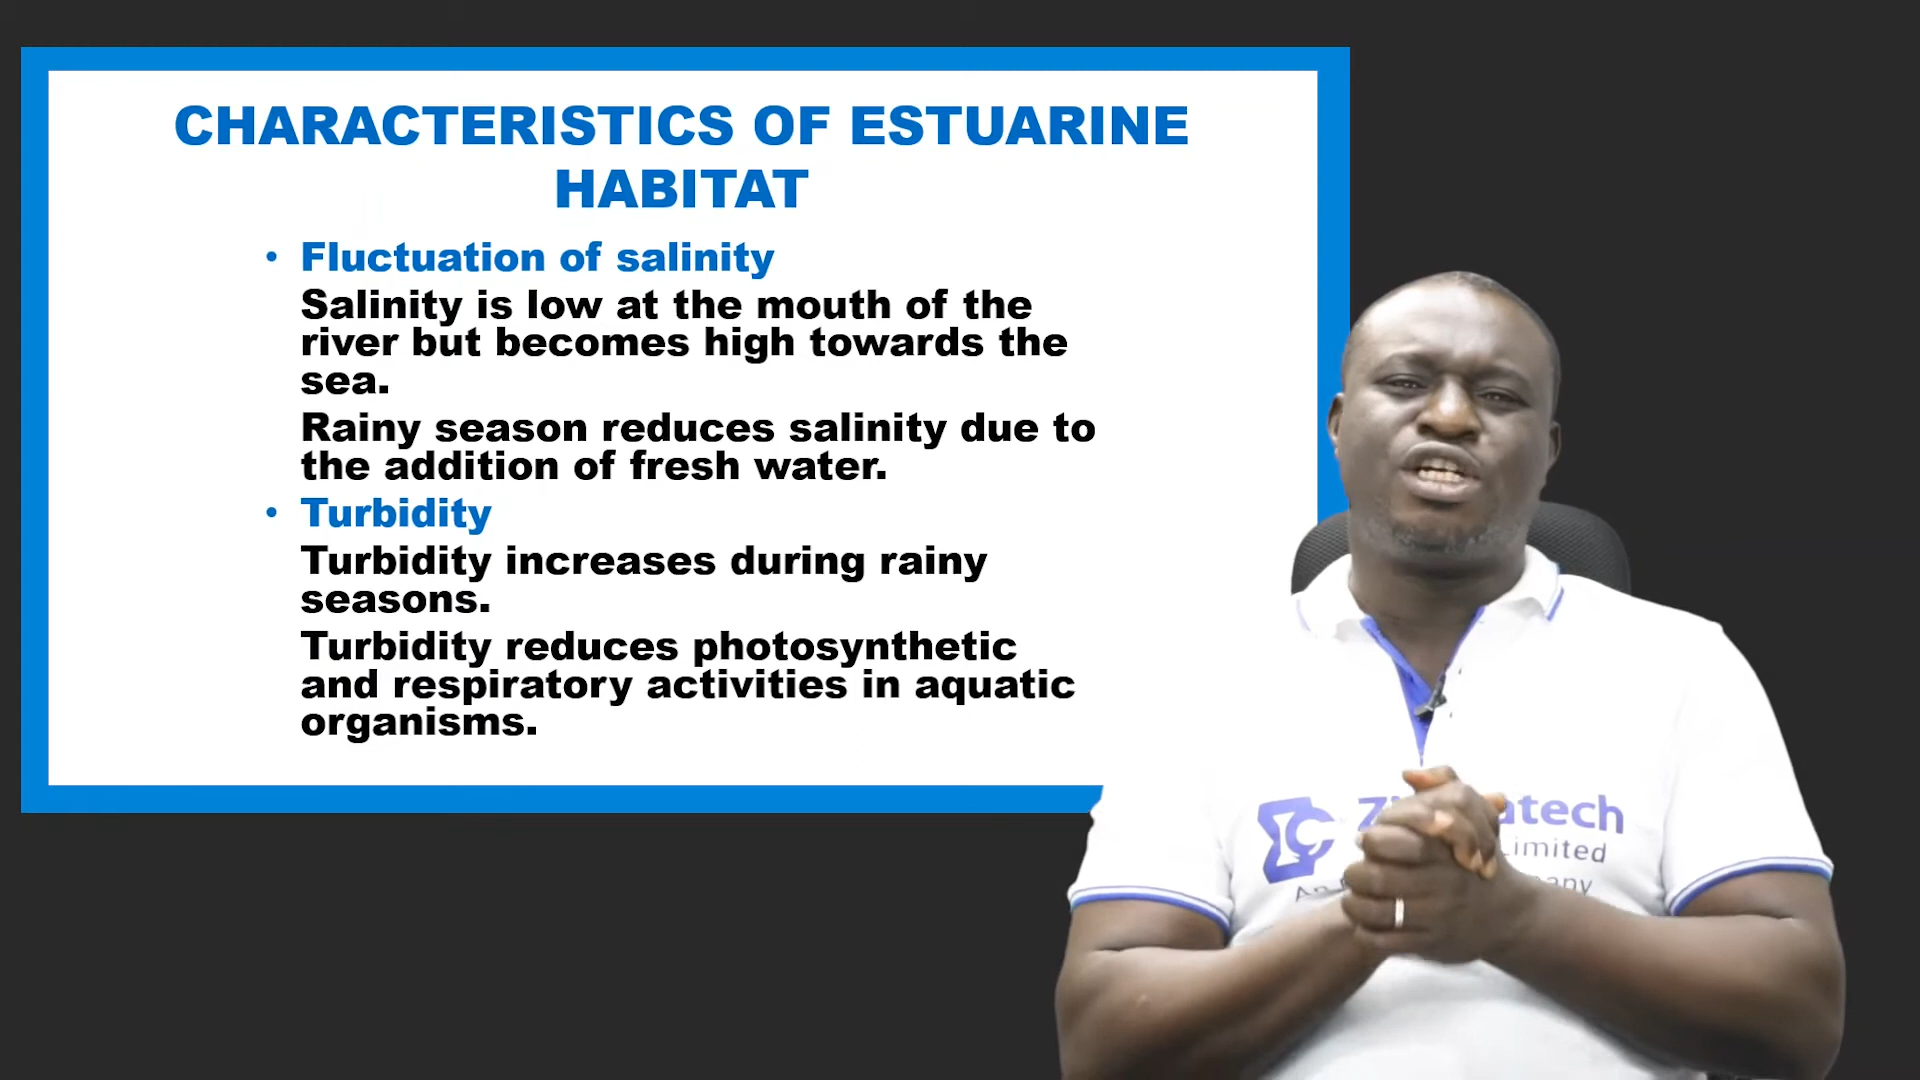 CHARACTERISTICS OF ESTUARINE
HABITAT
• Fluctuation of salinity
Salinity is low at the mouth of the
river but becomes high towards the
sea.
Rainy season reduces salinity due to
the addition of fresh water.
• Turbidity
Turbidity increases during rainy
seasons.
Turbidity reduces photosynthetic
and respiratory activities in aquatic
organisms.
Limited